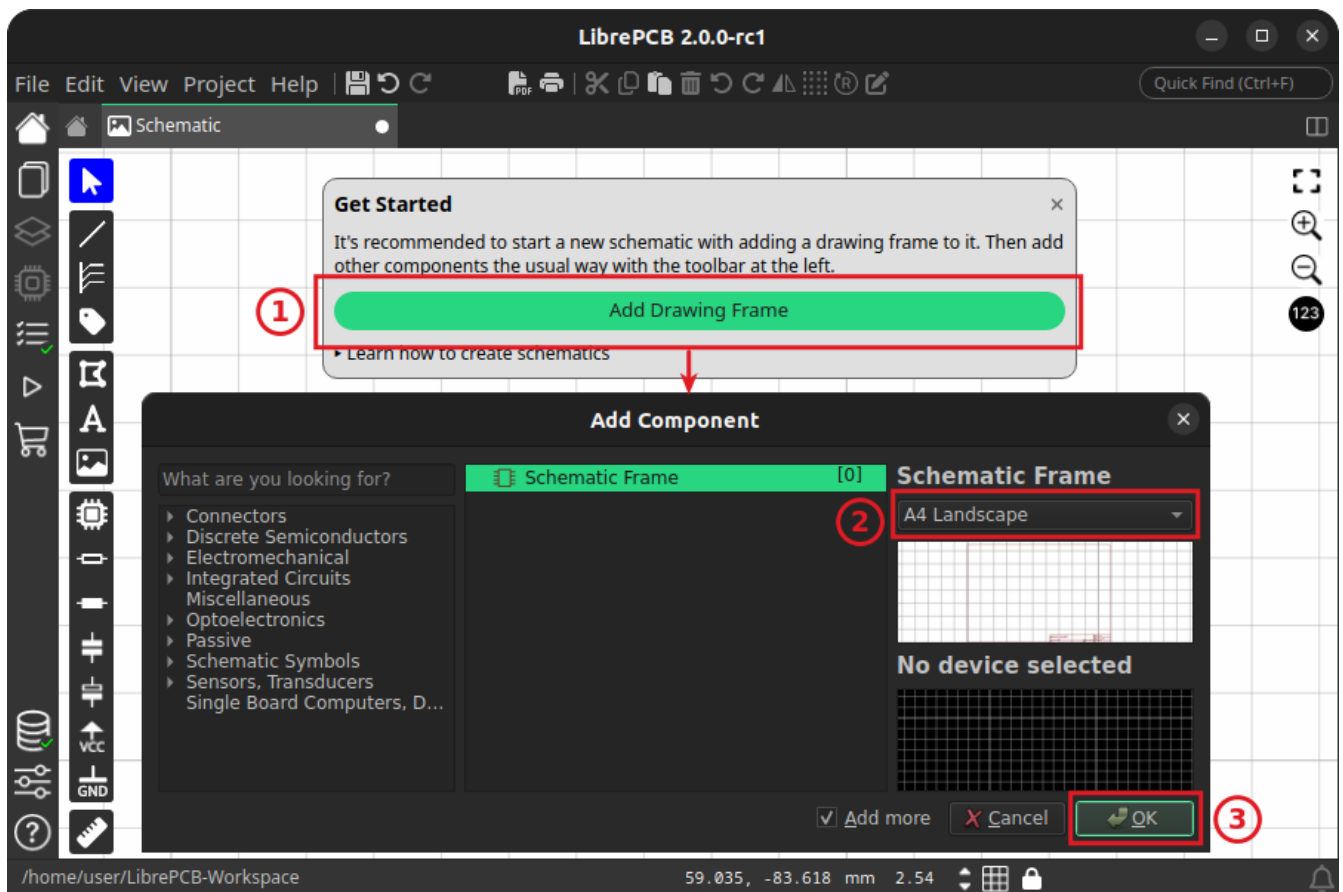 LibrePCB 2.0.0-rc1
File Edit View Project Help
PDF
R
Quick Find (Ctrl+F)
Schematic
Get Started
It's recommended to start a new schematic with adding a drawing frame to it. Then add
other components the usual way with the toolbar at the left.
1
Add Drawing Frame
123
Learn how to create schematics
A
Add Component
What are you looking for?
Schematic Frame [0]
Schematic Frame
2
A4 Landscape
Connectors
Discrete Semiconductors
Electromechanical
Integrated Circuits
Miscellaneous
Optoelectronics
Passive
Schematic Symbols
Sensors, Transducers
Single Board Computers, D...
No device selected
VCC
GND
Add more
Cancel
OK
3
?
/home/user/LibrePCB-Workspace
59.035, -83.618 mm 2.54